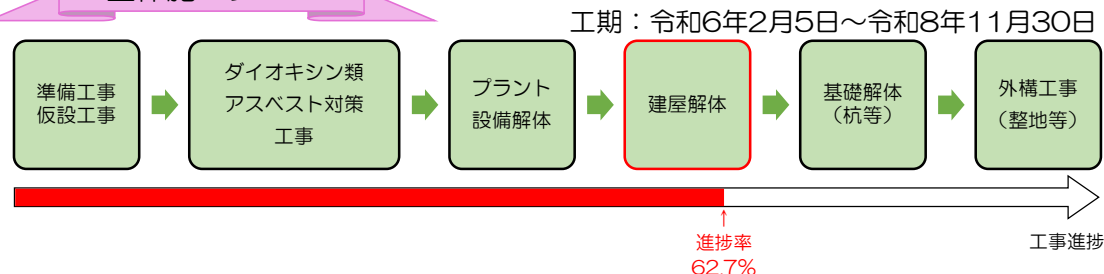 工期：令和6年2月5日～令和8年11月30日
準備工事
仮設工事
ダイオキシン類
アスベスト対策
工事
プラント
設備解体
建屋解体
基礎解体
（杭等）
外構工事
（整地等）
↑
進捗率
62.7%
工事進捗